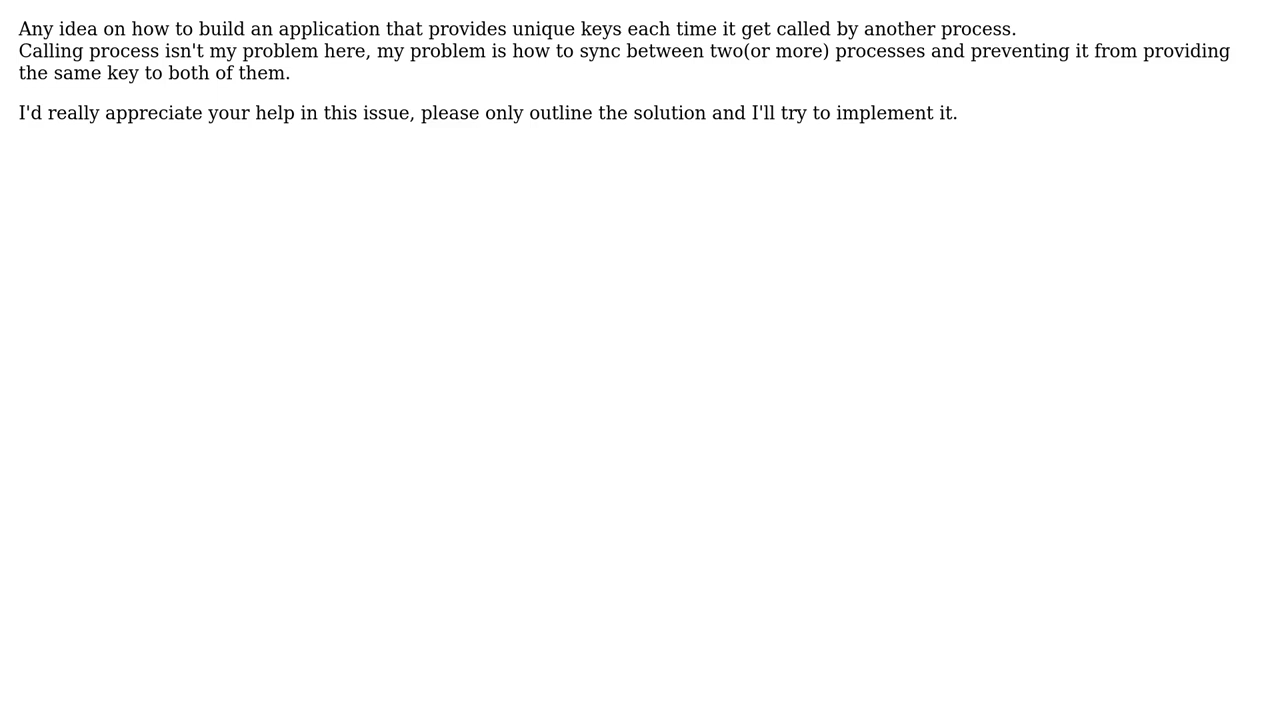 Any idea on how to build an application that provides unique keys each time it get called by another process.
Calling process isn't my problem here, my problem is how to sync between two(or more) processes and preventing it from providing
the same key to both of them.
I'd really appreciate your help in this issue, please only outline the solution and I'll try to implement it.